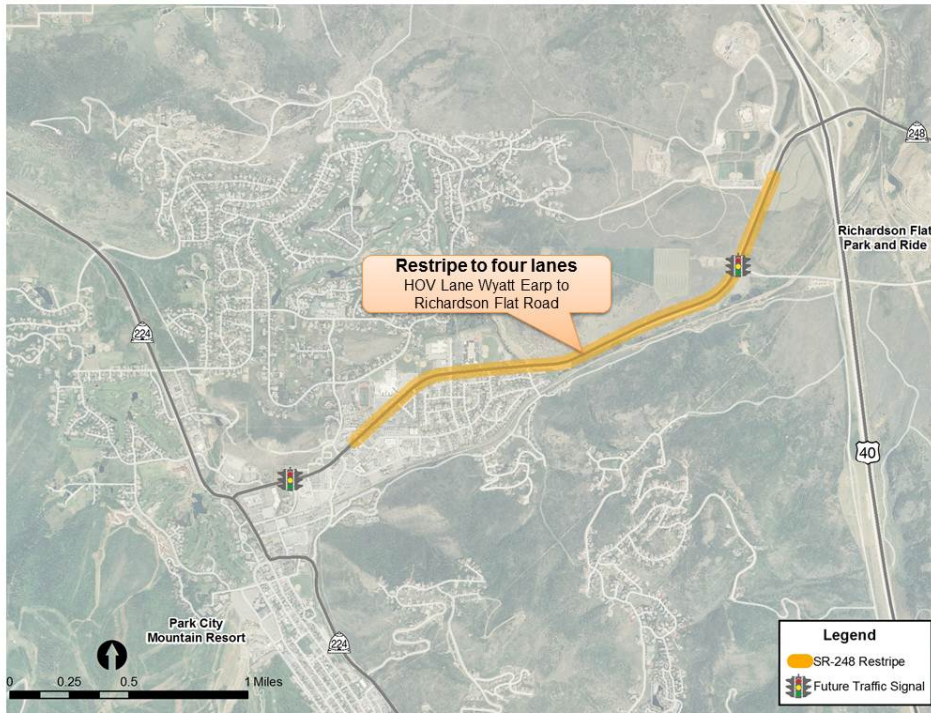 248
Richardson Flat
Park and Ride
Restripe to four lanes
HOV Lane Wyatt Earp to
Richardson Flat Road
224
40
Park City
Mountain Resort
224
0 0.25 0.5 1 Miles
Legend
SR-248 Restripe
Future Traffic Signal